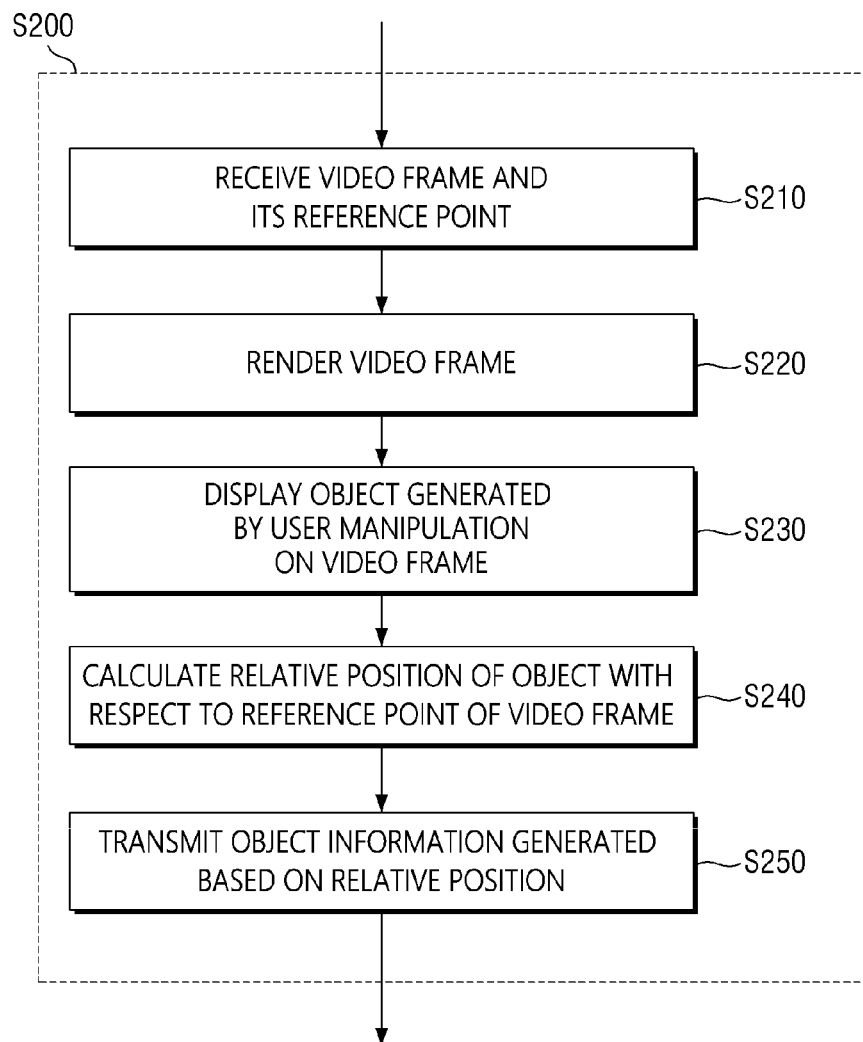 S200
RECEIVE VIDEO FRAME AND
ITS REFERENCE POINT
S210
RENDER VIDEO FRAME
S220
DISPLAY OBJECT GENERATED
BY USER MANIPULATION
ON VIDEO FRAME
S230
CALCULATE RELATIVE POSITION OF OBJECT WITH
RESPECT TO REFERENCE POINT OF VIDEO FRAME
S240
TRANSMIT OBJECT INFORMATION GENERATED
BASED ON RELATIVE POSITION
S250